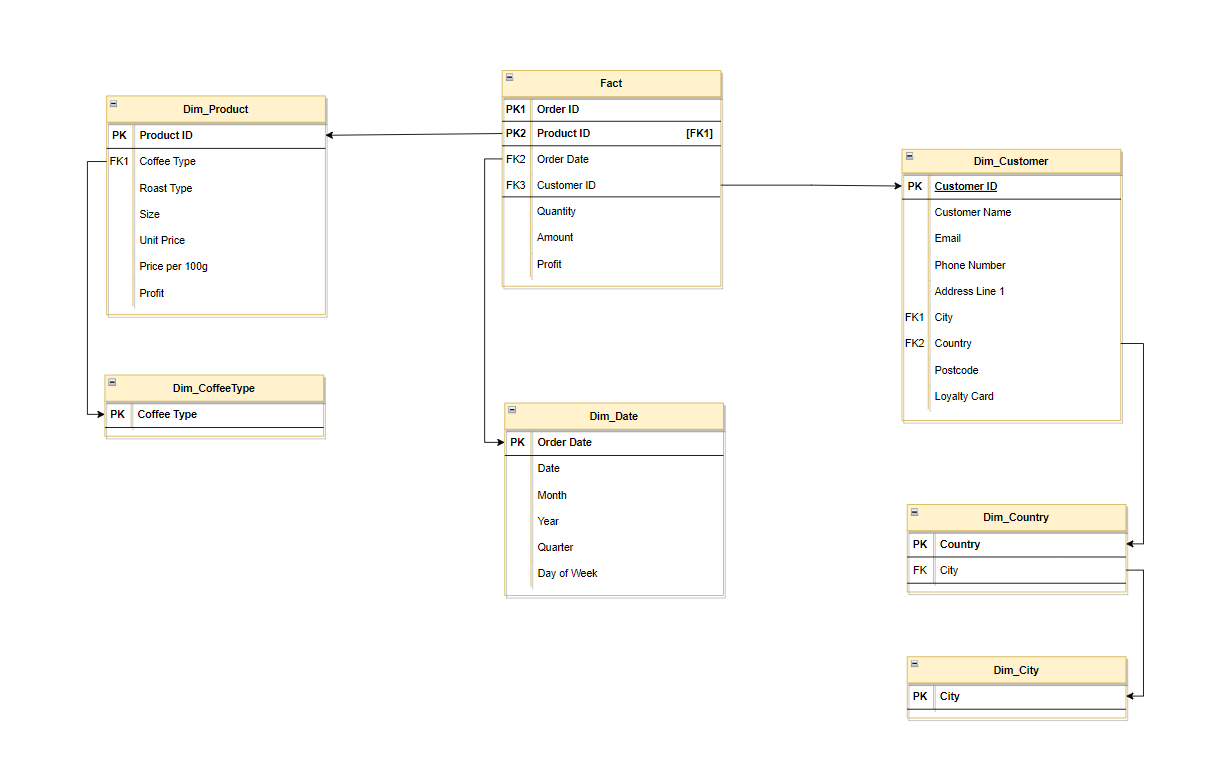 Dim_Product
PK Product ID
FK1 Coffee Type
Roast Type
Size
Unit Price
Price per 100g
Profit
Dim_CoffeeType
PK Coffee Type
Fact
PK1 Order ID
PK2 Product ID [FK1]
FK2 Order Date
FK3 Customer ID
Quantity
Amount
Profit
Dim_Date
PK Order Date
Date
Month
Year
Quarter
Day of Week
Dim_Customer
PK Customer ID
Customer Name
Email
Phone Number
Address Line 1
FK1 City
FK2 Country
Postcode
Loyalty Card
Dim_Country
PK Country
FK City
Dim_City
PK City